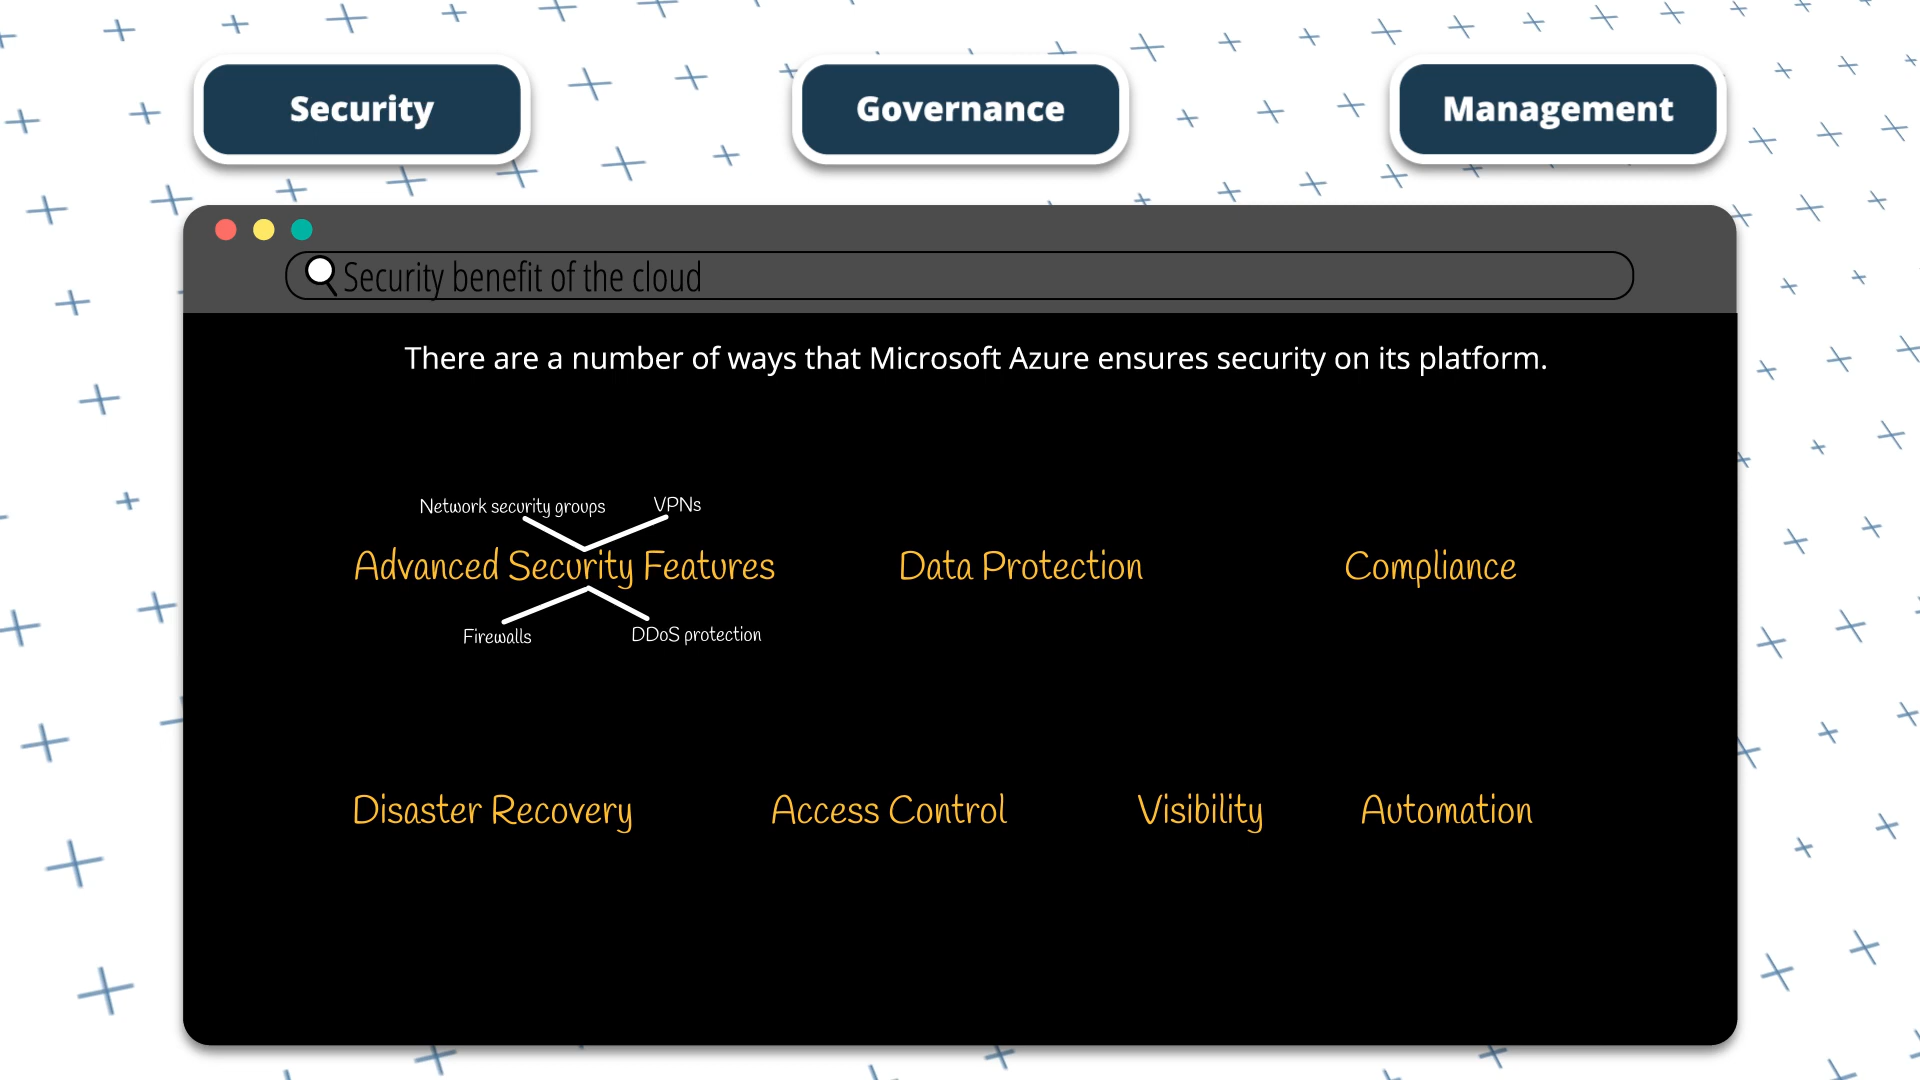 Security
Governance
Management
Security benefit of the cloud
There are a number of ways that Microsoft Azure ensures security on its platform.
Network security groups
VPNs
Advanced Security Features
Data Protection
Compliance
Firewalls
DDoS protection
Disaster Recovery
Access Control
Visibility
Automation